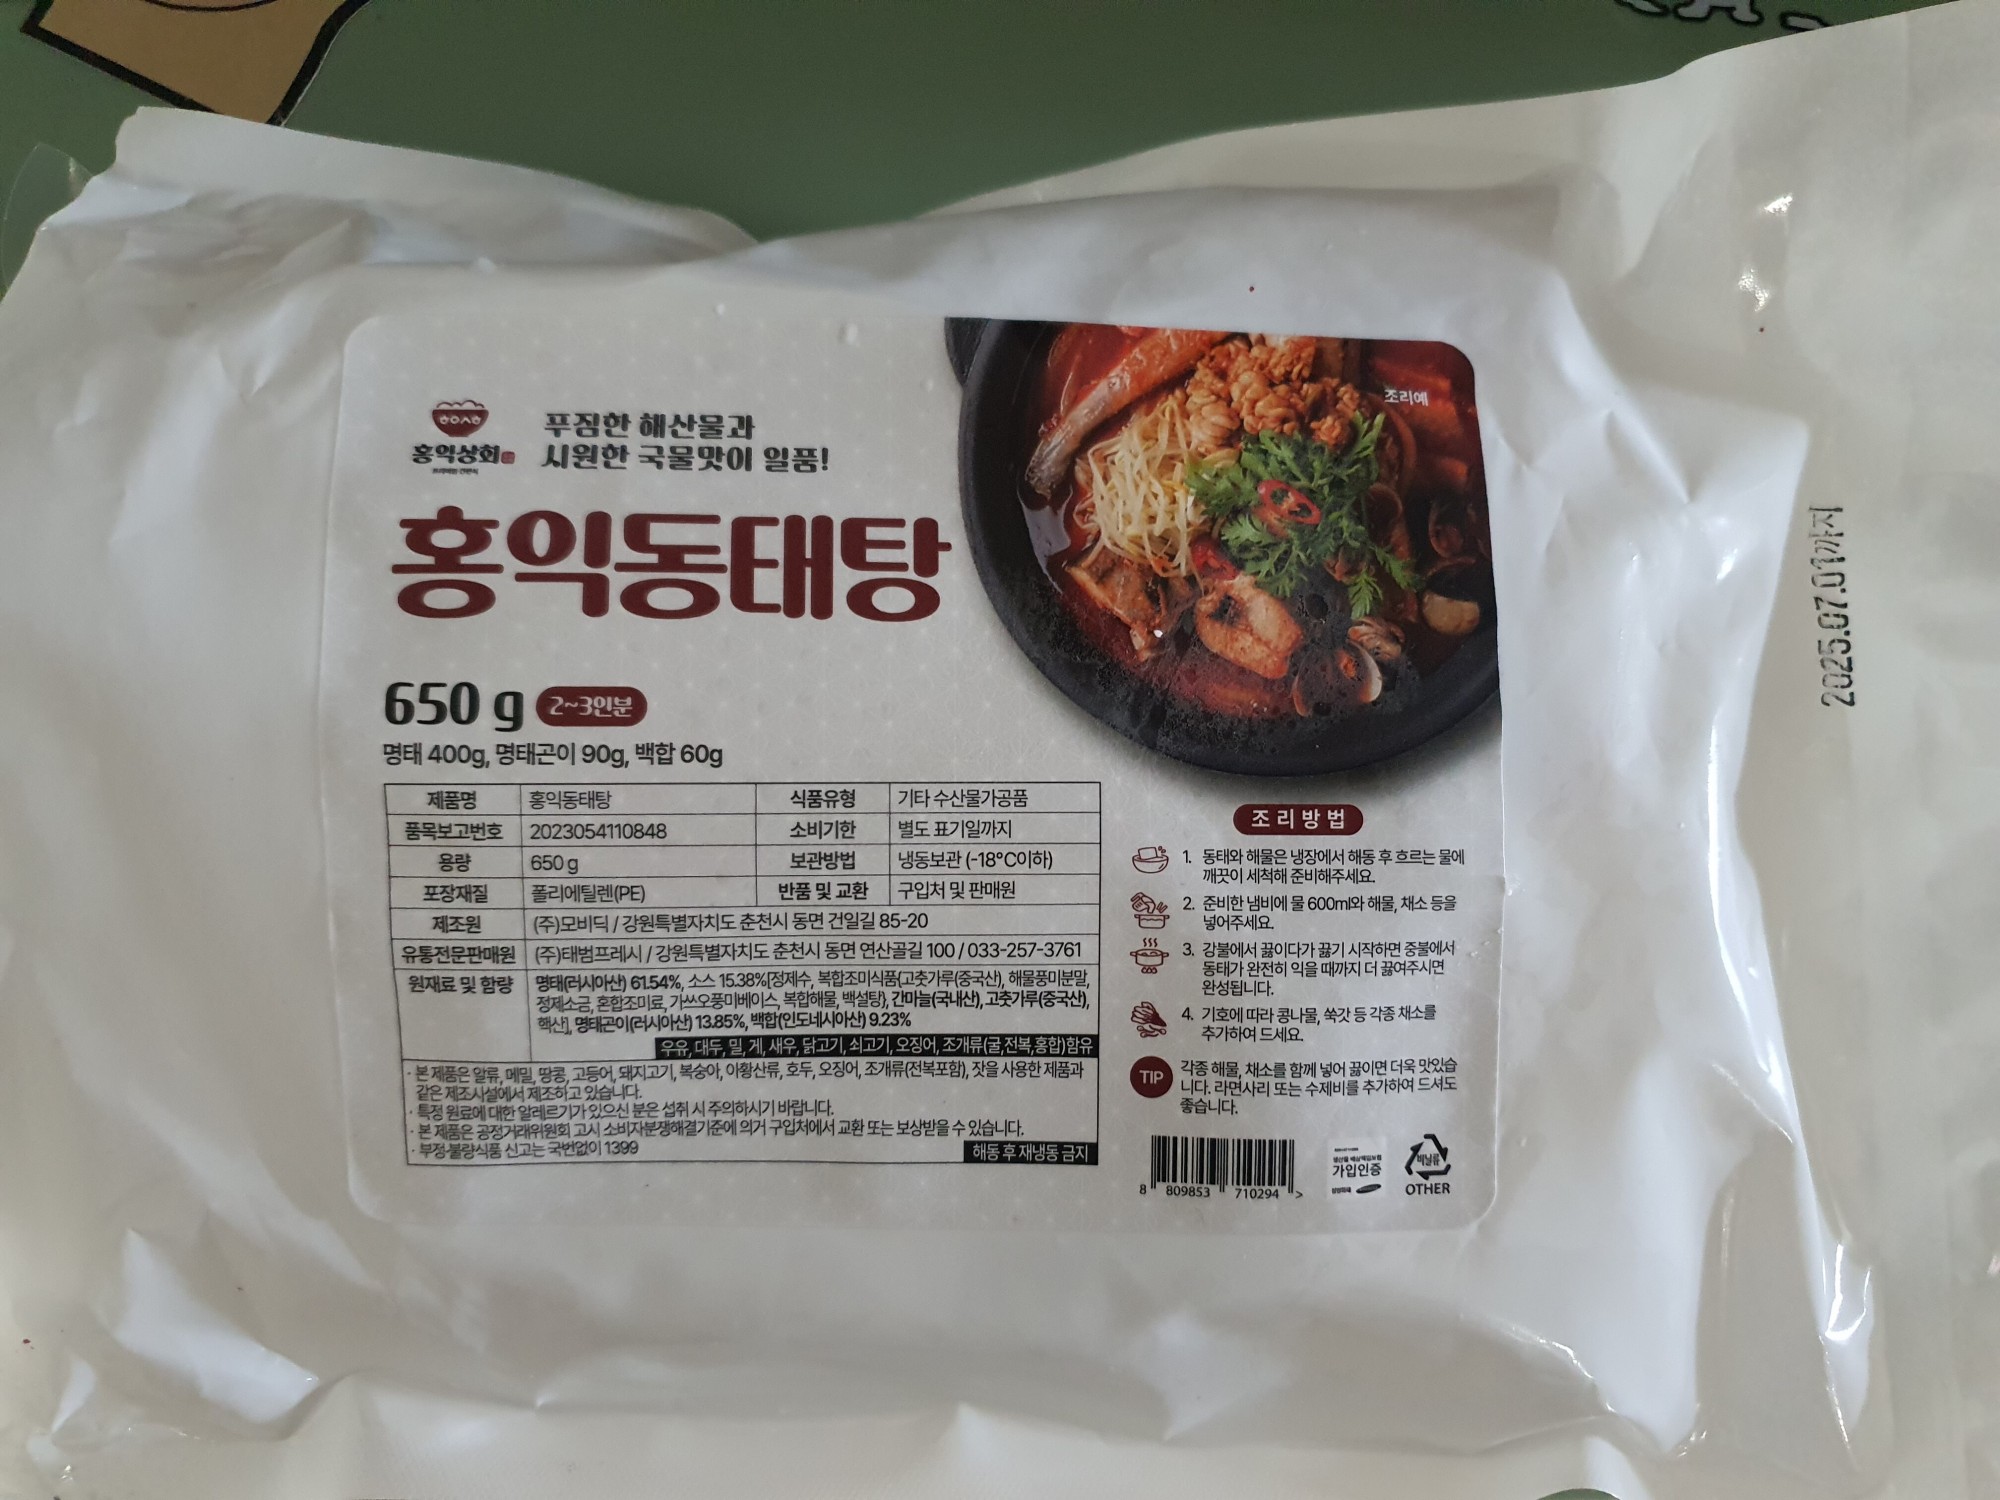 조리예
홍익상회
푸짐한 해산물과
시원한 국물맛이 일품!
홍익동태탕
650 g 2~3인분
명태 400g, 명태곤이 90g, 백합 60g
제품명 홍익동태탕 식품유형 기타 수산물가공품
품목보고번호 2023054110848 소비기한 별도 표기일까지
용량 650 g 보관방법 냉동보관 (-18°C이하)
포장재질 폴리에틸렌(PE) 반품 및 교환 구입처 및 판매원
제조원 (주)모비딕 / 강원특별자치도 춘천시 동면 건일길 85-20
유통전문판매원 (주)태범프레시 / 강원특별자치도 춘천시 동면 연산골길 100 / 033-257-3761
원재료 및 함량 명태(러시아산) 61.54%, 소스 15.38%[정제수, 복합조미식품{고춧가루(중국산), 해물풍미분말,
정제소금, 혼합조미료, 가쓰오풍미베이스, 복합해물, 백설탕}, 간마늘(국내산), 고춧가루(중국산),
핵산], 명태곤이(러시아산) 13.85%, 백합(인도네시아산) 9.23%
우유, 대두, 밀, 게, 새우, 닭고기, 쇠고기, 오징어, 조개류(굴,전복,홍합)함유
· 본 제품은 알류, 메밀, 땅콩, 고등어, 돼지고기, 복숭아, 아황산류, 호두, 오징어, 조개류(전복포함), 잣을 사용한 제품과
같은 제조시설에서 제조하고 있습니다.
· 특정 원료에 대한 알레르기가 있으신 분은 섭취 시 주의하시기 바랍니다.
· 본 제품은 공정거래위원회 고시 소비자분쟁해결기준에 의거 구입처에서 교환 또는 보상받을 수 있습니다.
· 부정·불량식품 신고는 국번없이 1399
해동 후 재냉동 금지
조리방법
1. 동태와 해물은 냉장에서 해동 후 흐르는 물에
깨끗이 세척해 준비해주세요.
2. 준비한 냄비에 물 600ml와 해물, 채소 등을
넣어주세요.
3. 강불에서 끓이다가 끓기 시작하면 중불에서
동태가 완전히 익을 때까지 더 끓여주시면
완성됩니다.
4. 기호에 따라 콩나물, 쑥갓 등 각종 채소를
추가하여 드세요.
TIP 각종 해물, 채소를 함께 넣어 끓이면 더욱 맛있습
니다. 라면사리 또는 수제비를 추가하여 드셔도
좋습니다.
8 809853 710294 >
가입인증
비닐류
OTHER
2025.07.01까지